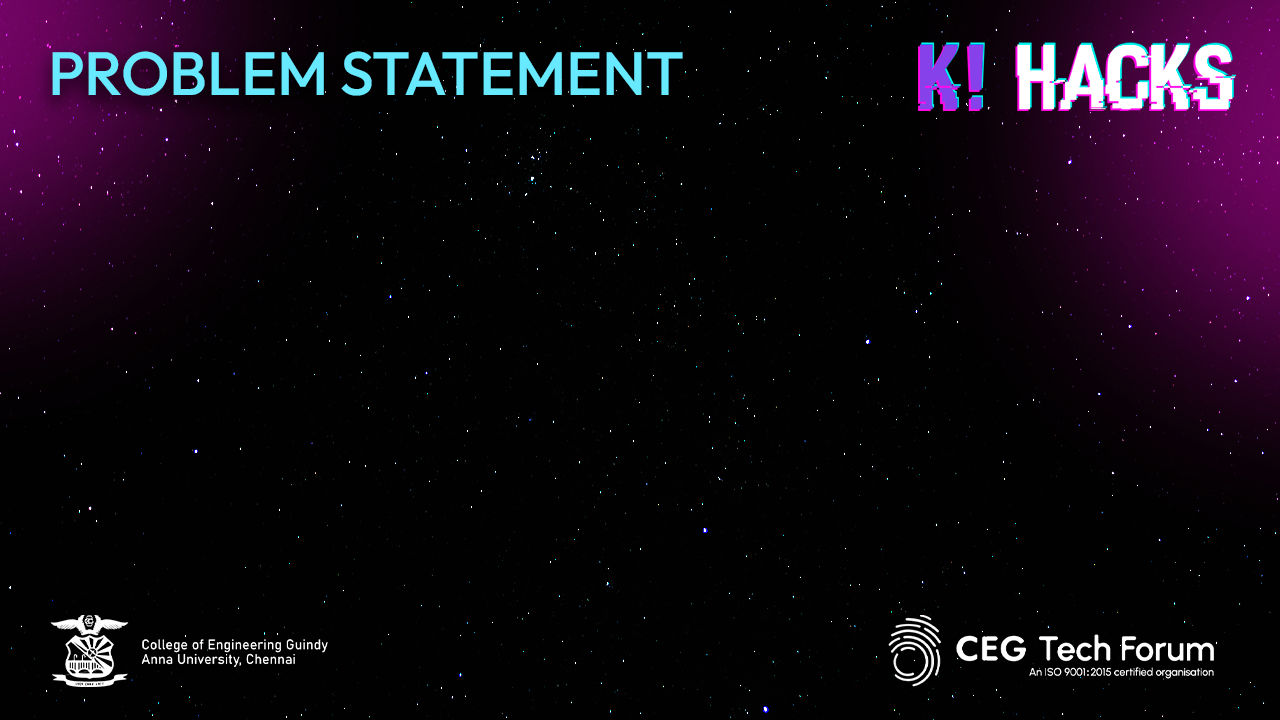 PROBLEM STATEMENT
K! HACKS
College of Engineering Guindy
Anna University, Chennai
CEG Tech Forum
An ISO 9001:2015 certified organisation